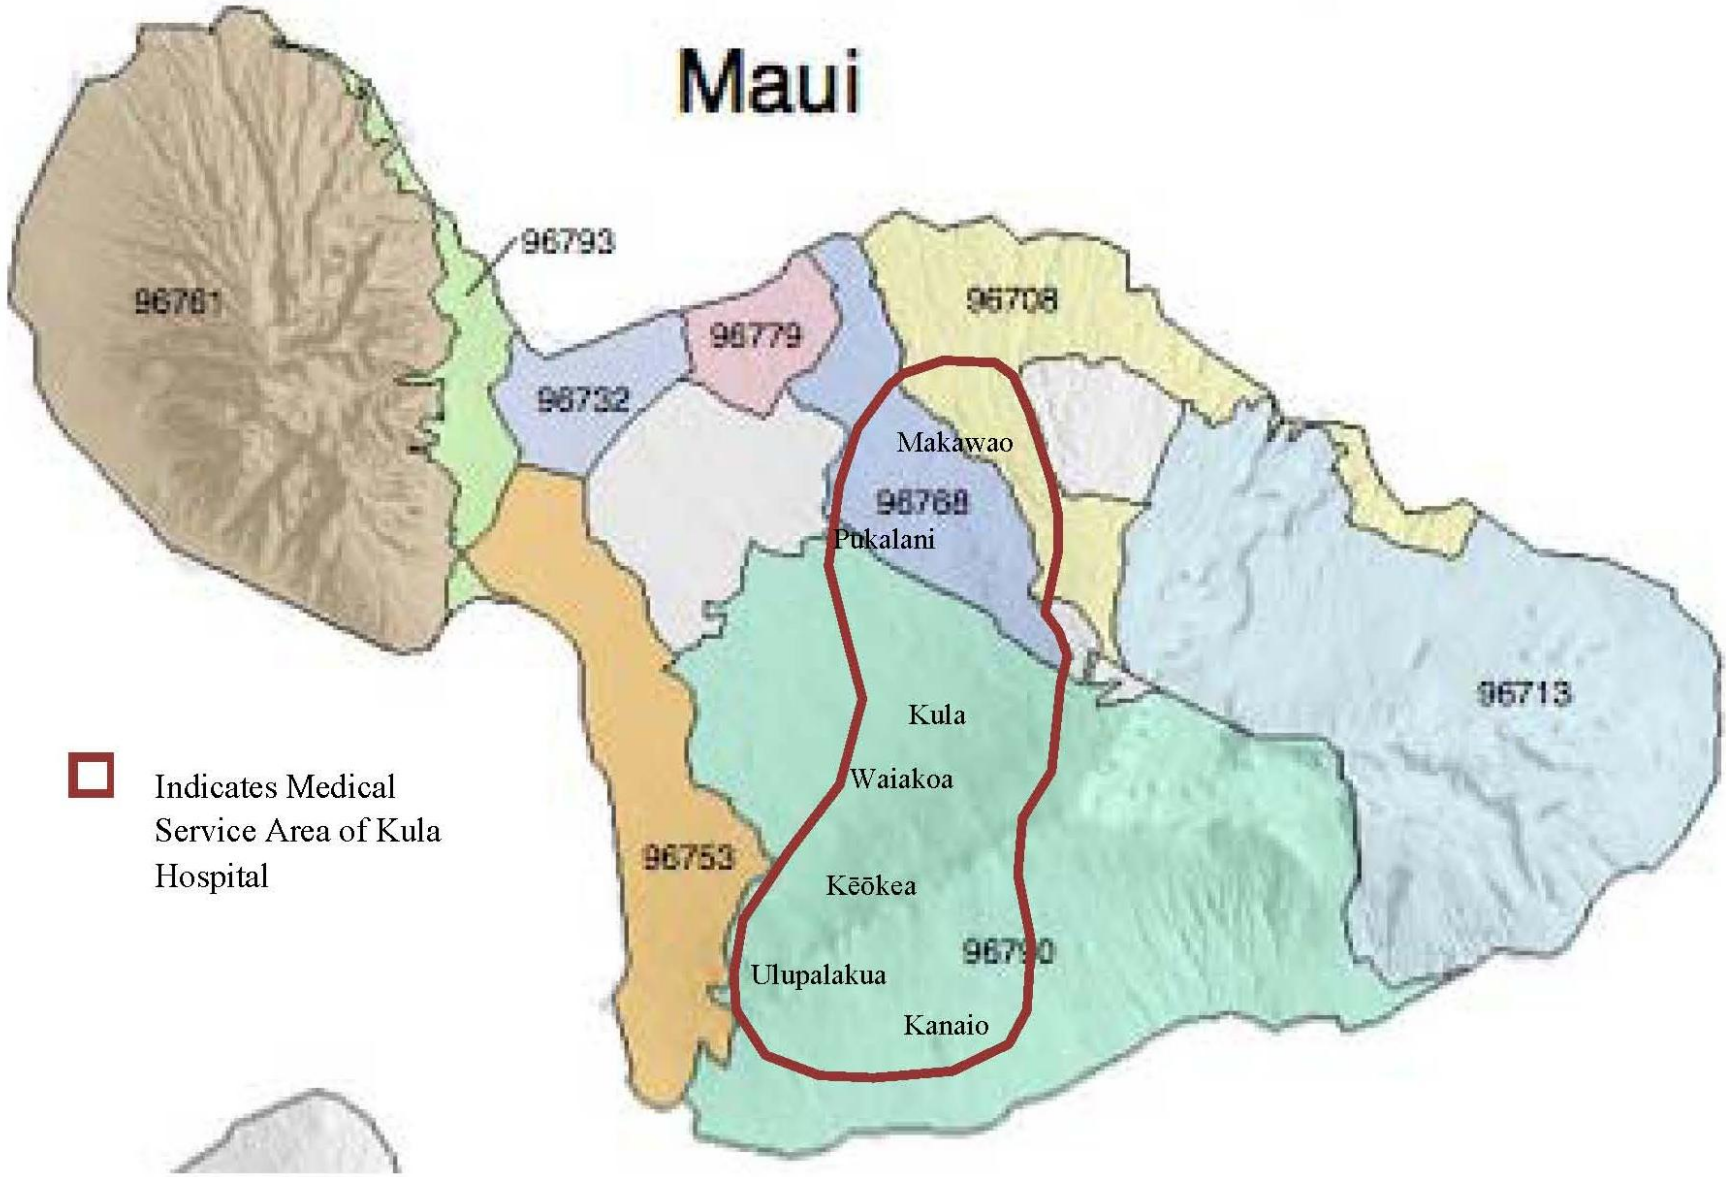 Maui
96793
96761
96708
96779
96732
Makawao
96768
Pukalani
96713
Kula
Waiakoa
Indicates Medical
Service Area of Kula
Hospital
96753
Kēōkea
96790
Ulupalakua
Kanaio